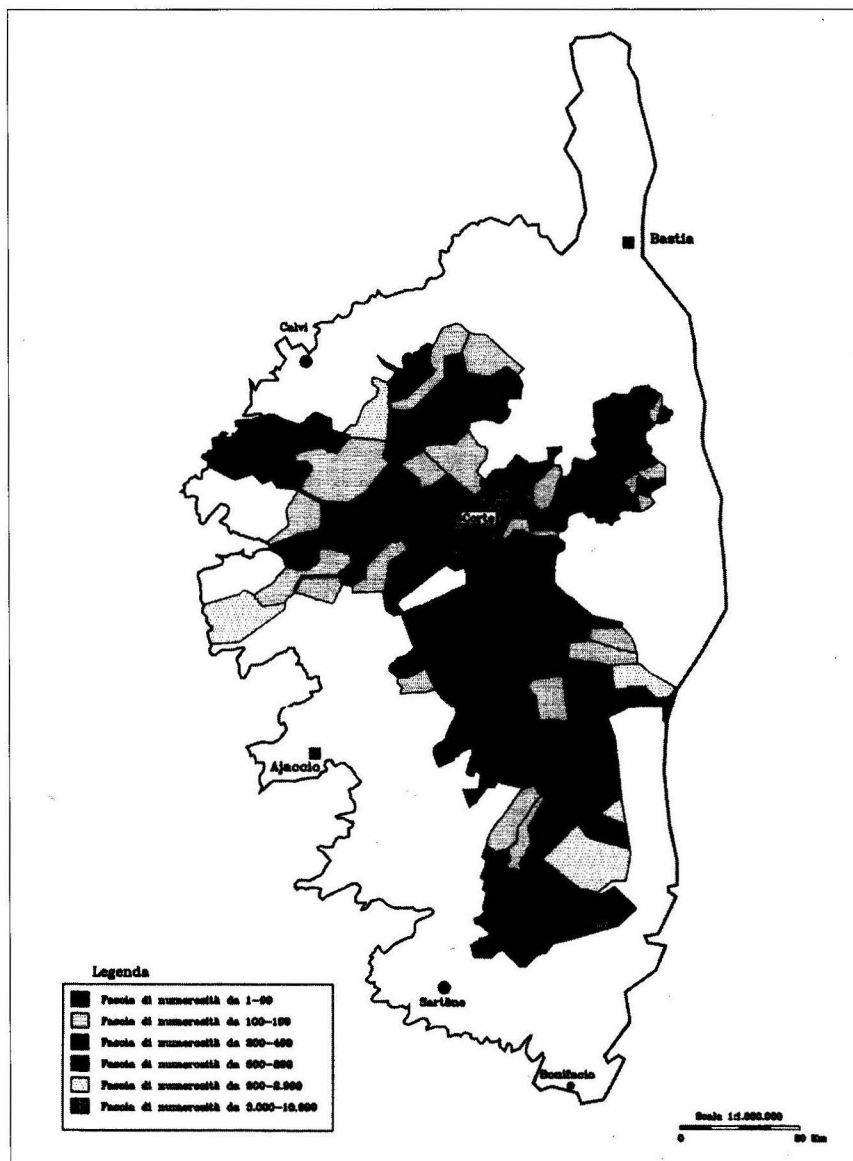 Bastia
Calvi
Corte
Ajaccio
Sartène
Bonifacio
Legenda
Fascia di numerosità da 1-99
Fascia di numerosità da 100-199
Fascia di numerosità da 200-499
Fascia di numerosità da 500-899
Fascia di numerosità da 900-2.999
Fascia di numerosità da 3.000-10.999
Scala 1:1.000.000
0 20 Km